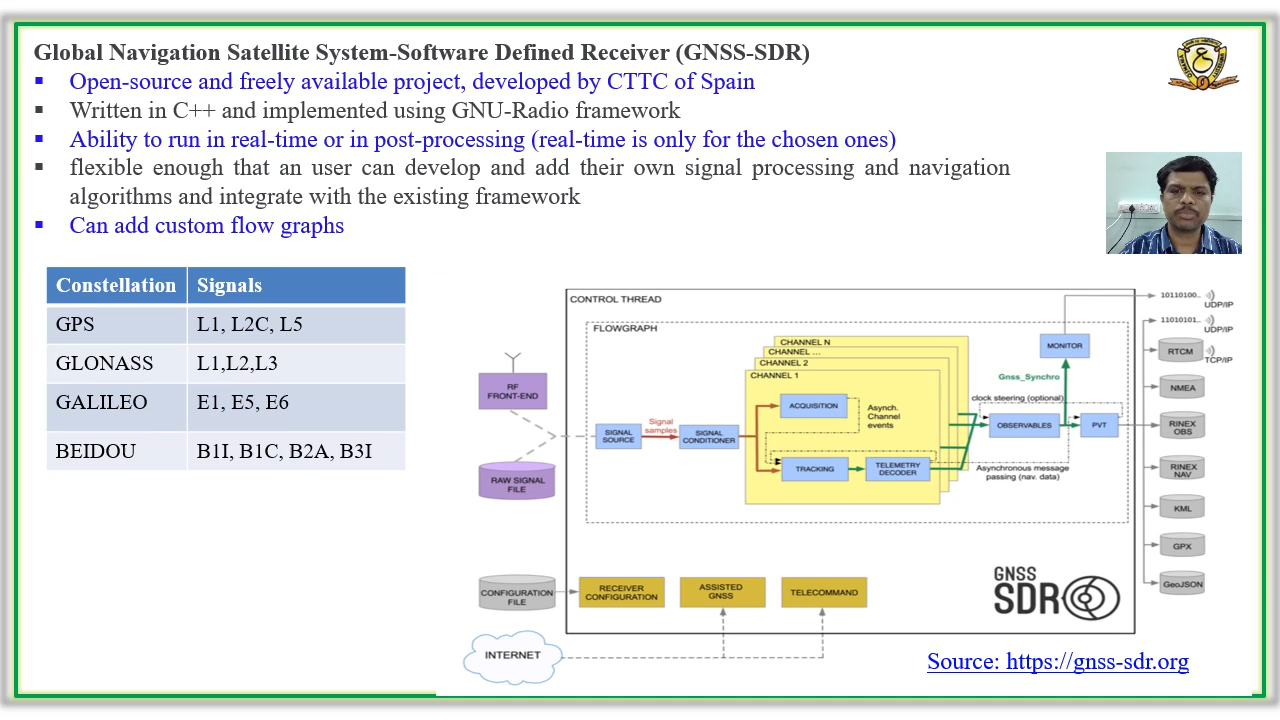 Global Navigation Satellite System-Software Defined Receiver (GNSS-SDR)
▪ Open-source and freely available project, developed by CTTC of Spain
▪ Written in C++ and implemented using GNU-Radio framework
▪ Ability to run in real-time or in post-processing (real-time is only for the chosen ones)
▪ flexible enough that an user can develop and add their own signal processing and navigation
algorithms and integrate with the existing framework
▪ Can add custom flow graphs
Constellation Signals
GPS L1, L2C, L5
GLONASS L1,L2,L3
GALILEO E1, E5, E6
BEIDOU B1I, B1C, B2A, B3I
CONTROL THREAD
FLOWGRAPH
CHANNEL N
CHANNEL ...
CHANNEL 2
CHANNEL 1
RF
FRONT-END
RAW SIGNAL
FILE
SIGNAL
SOURCE
Signal
samples
SIGNAL
CONDITIONER
ACQUISITION
Asynch.
Channel
events
TRACKING
TELEMETRY
DECODER
MONITOR
Gnss_Synchro
clock steering (optional)
OBSERVABLES
PVT
Asynchronous message
passing (nav. data)
10110100..
UDP/IP
11010101..
UDP/IP
RTCM
TCP/IP
NMEA
RINEX
OBS
RINEX
NAV
KML
GPX
GeoJSON
CONFIGURATION
FILE
RECEIVER
CONFIGURATION
ASSISTED
GNSS
TELECOMMAND
GNSS
SDR
INTERNET
Source: https://gnss-sdr.org